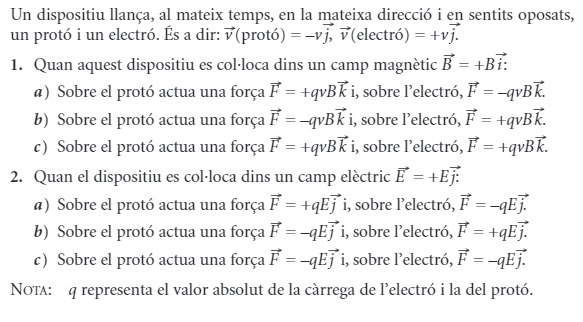 Un dispositiu llança, al mateix temps, en la mateixa direcció i en sentits oposats,
un protó i un electró. És a dir: v⃗(protó) = –vj⃗, v⃗(electró) = +vj⃗.
1. Quan aquest dispositiu es col·loca dins un camp magnètic B⃗ = +Bi⃗:
a) Sobre el protó actua una força F⃗ = +qvBk⃗ i, sobre l'electró, F⃗ = –qvBk⃗.
b) Sobre el protó actua una força F⃗ = –qvBk⃗ i, sobre l'electró, F⃗ = +qvBk⃗.
c) Sobre el protó actua una força F⃗ = +qvBk⃗ i, sobre l'electró, F⃗ = +qvBk⃗.
2. Quan el dispositiu es col·loca dins un camp elèctric E⃗ = +Ej⃗:
a) Sobre el protó actua una força F⃗ = +qEj⃗ i, sobre l'electró, F⃗ = –qEj⃗.
b) Sobre el protó actua una força F⃗ = –qEj⃗ i, sobre l'electró, F⃗ = +qEj⃗.
c) Sobre el protó actua una força F⃗ = –qEj⃗ i, sobre l'electró, F⃗ = –qEj⃗.
NOTA: q representa el valor absolut de la càrrega de l'electró i la del protó.